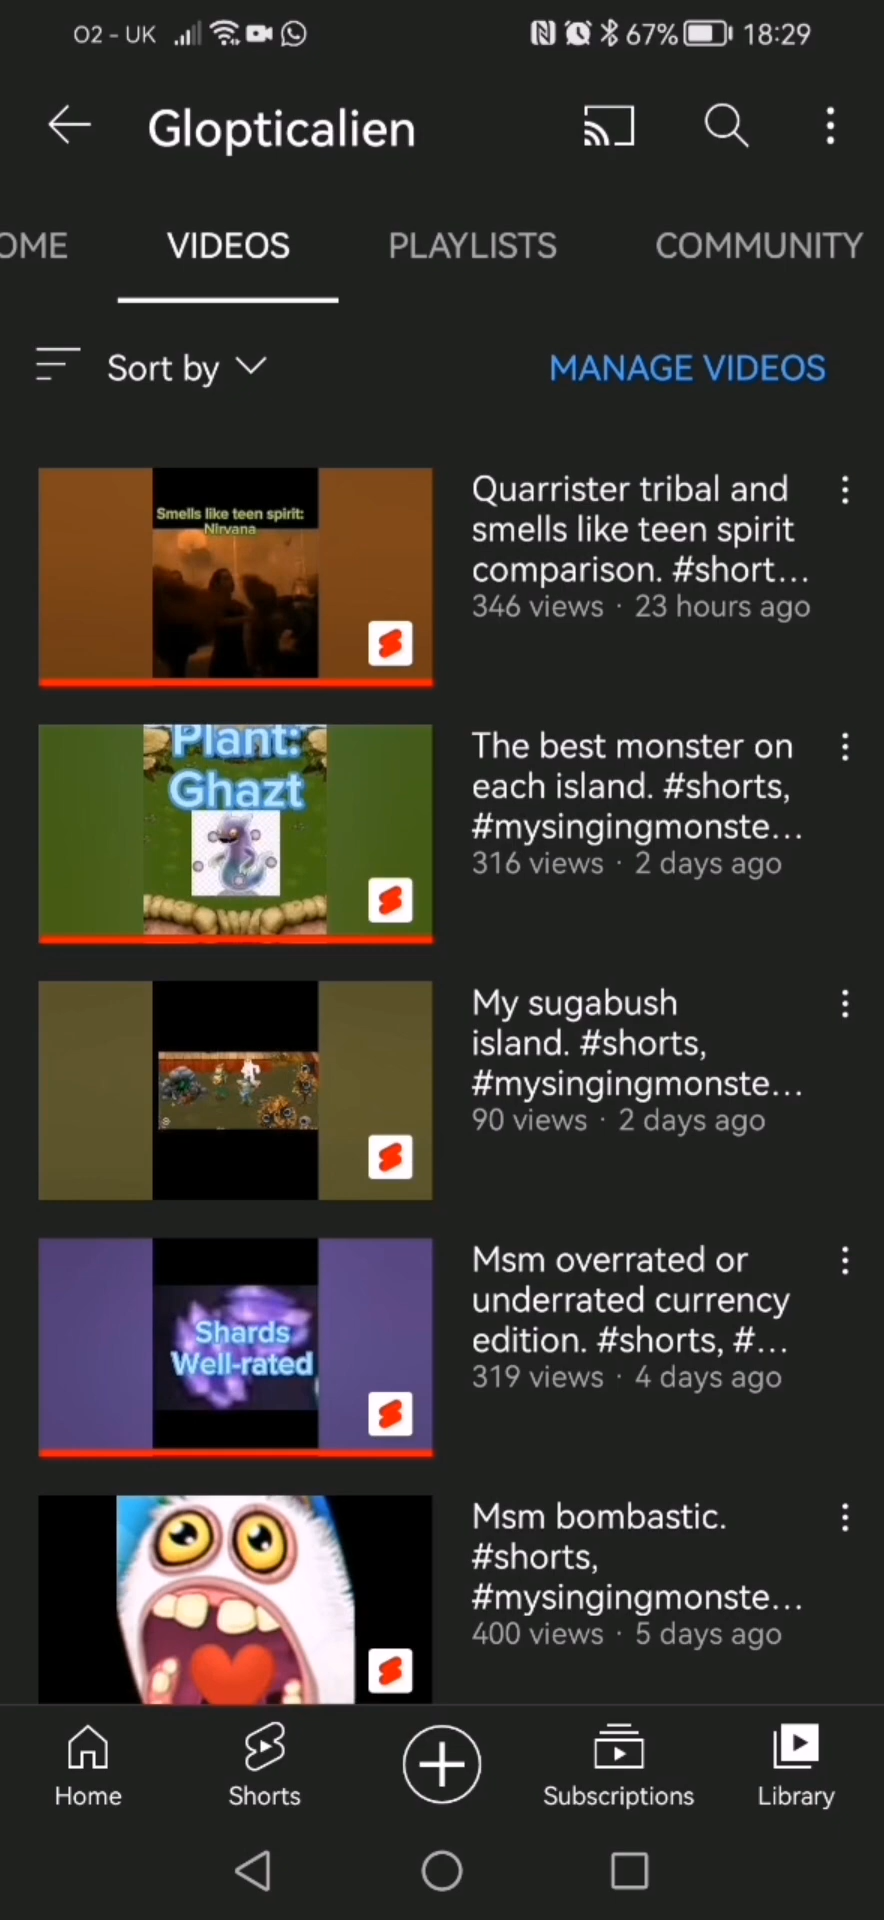 O2 - UK 67% 18:29
Glopticalien
OME VIDEOS PLAYLISTS COMMUNITY
Sort by MANAGE VIDEOS
Smells like teen spirit:
Nirvana
Quarrister tribal and
smells like teen spirit
comparison. #short...
346 views · 23 hours ago
Plant:
Ghazt
The best monster on
each island. #shorts,
#mysingingmonste...
316 views · 2 days ago
My sugabush
island. #shorts,
#mysingingmonste...
90 views · 2 days ago
Shards
Well-rated
Msm overrated or
underrated currency
edition. #shorts, #...
319 views · 4 days ago
Msm bombastic.
#shorts,
#mysingingmonste...
400 views · 5 days ago
Home Shorts Subscriptions Library